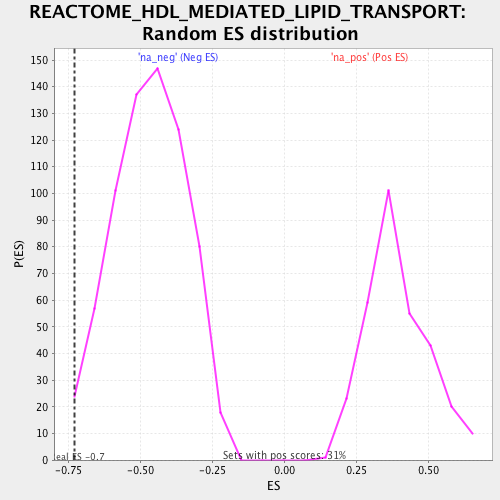 REACTOME_HDL_MEDIATED_LIPID_TRANSPORT:
Random ES distribution
'na_neg' (Neg ES)
'na_pos' (Pos ES)
150
140
130
120
110
100
90
80
70
60
50
40
30
20
10
0
P(ES)
eal ES -0.7
Sets with pos scores: 31%
-0.75
-0.50
-0.25
0.00
0.25
0.50
ES